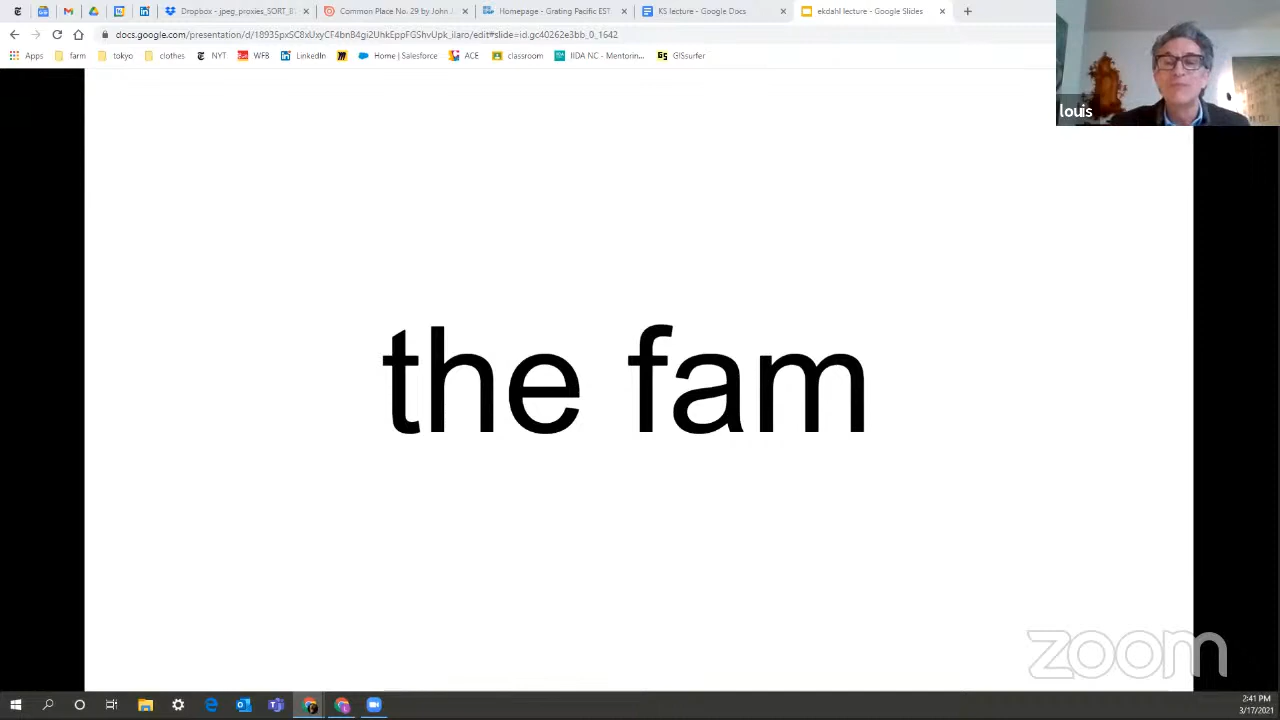 Dropbox - jpeg_proxies_SORT_B
Common Place No. 29 by John J
Homepage - Grating Pacific EST.
KS lecture - Google Docs
ekdahl lecture - Google Slides
Apps
farm
tokyo
clothes
NYT
WFB
LinkedIn
Home | Salesforce
ACE
classroom
IIDA NC - Mentorin...
GISsurfer
louis
the fam
zoom
2:41 PM
3/17/2021